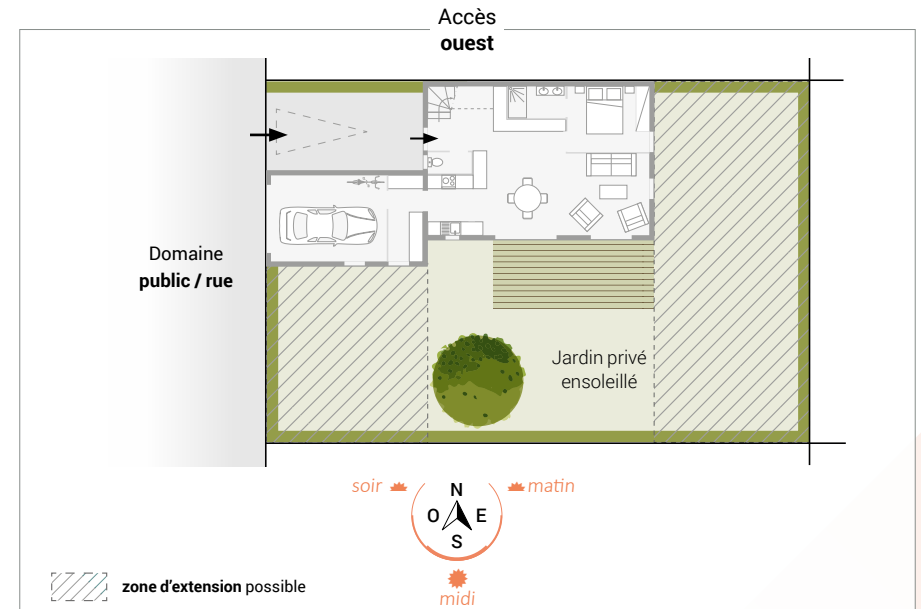 Accès
ouest
Domaine
public / rue
Jardin privé
ensoleillé
soir
matin
N
O
E
S
midi
zone d'extension possible